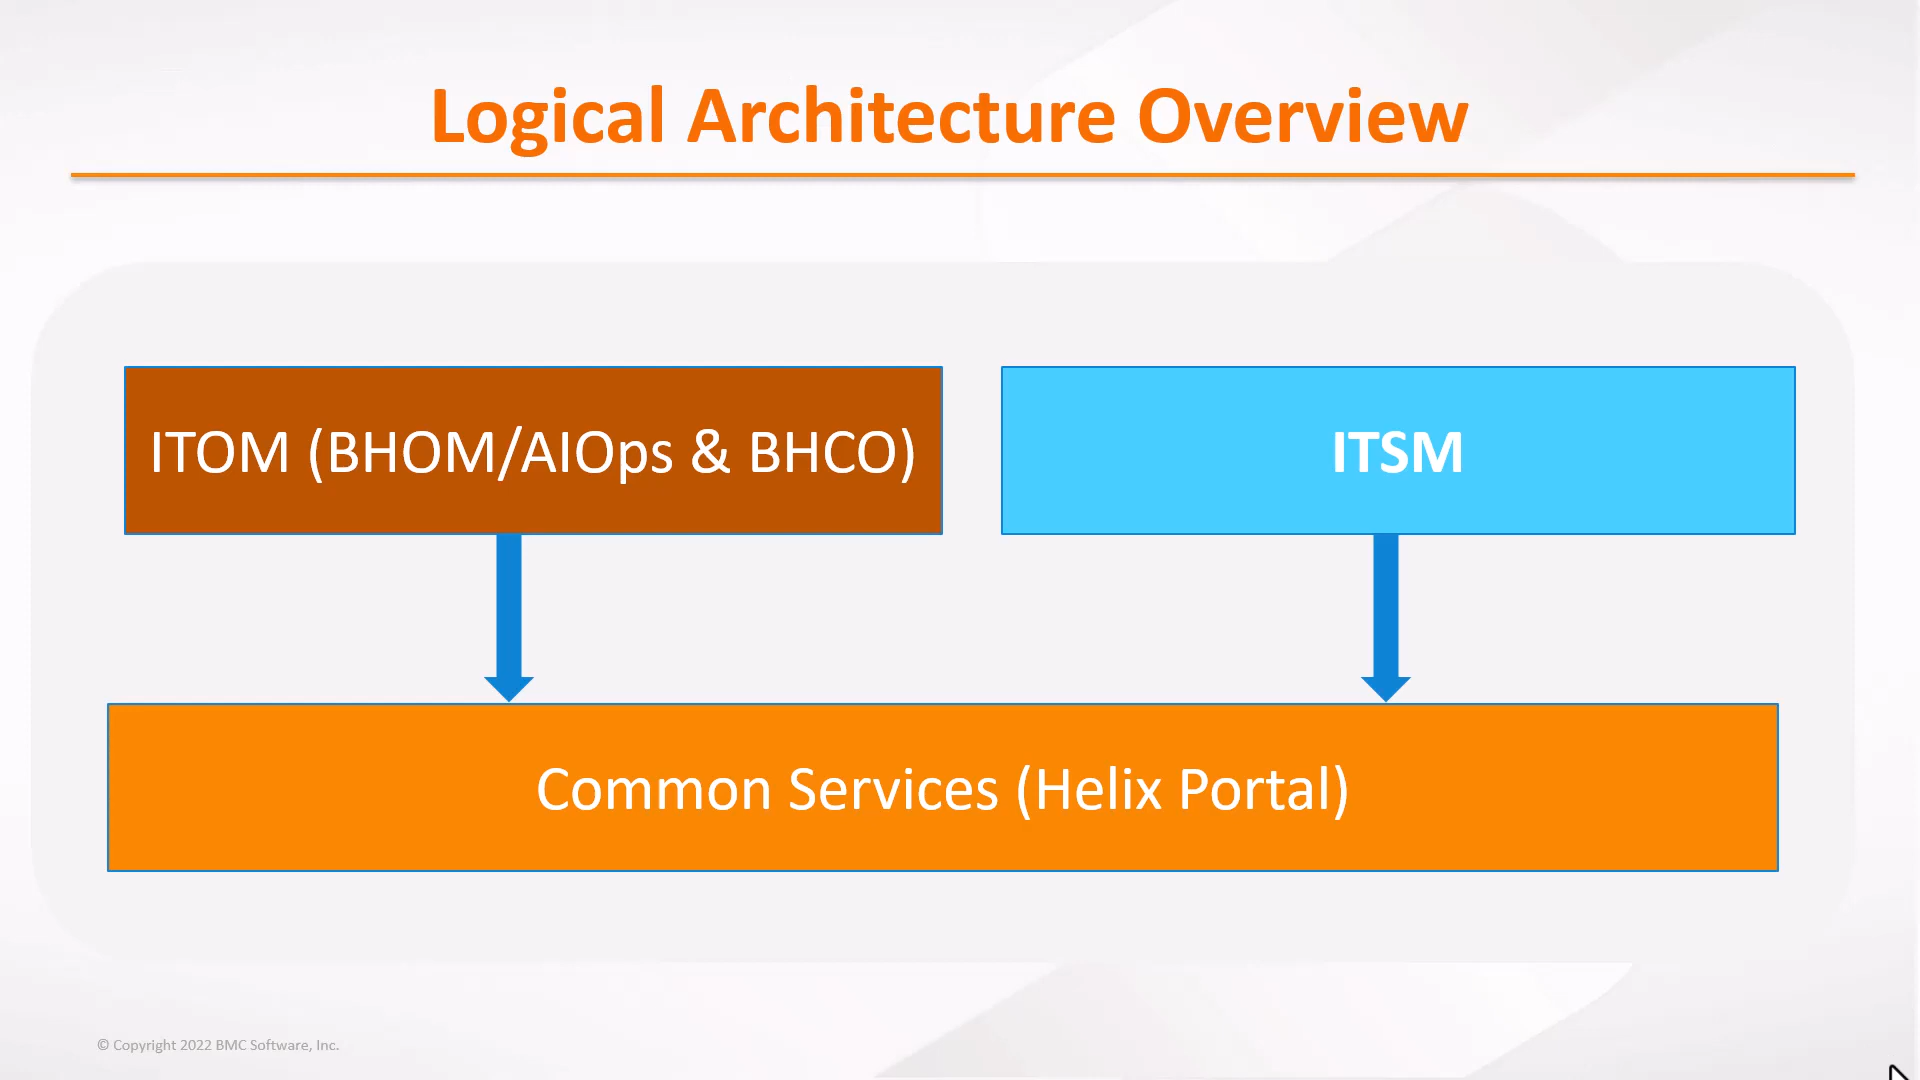 Logical Architecture Overview
ITOM (BHOM/AIOps & BHCO)
ITSM
Common Services (Helix Portal)
© Copyright 2022 BMC Software, Inc.